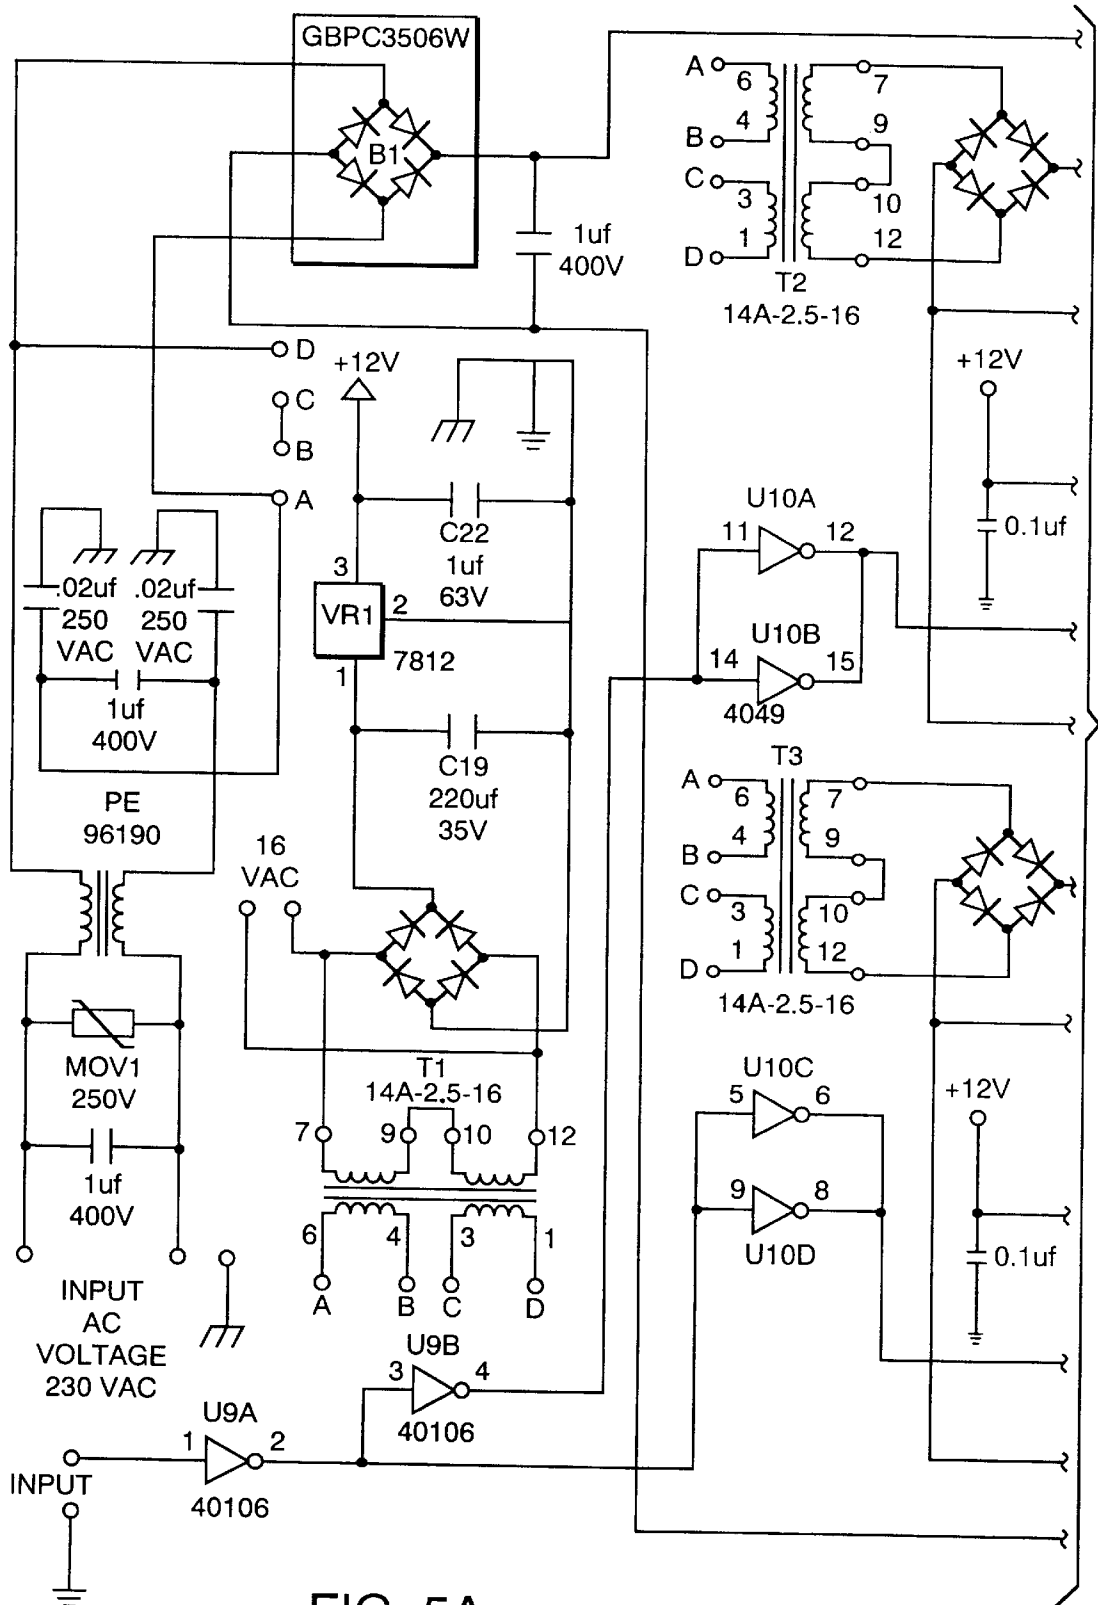 GBPC3506W
B1
1uf
400V
A
6
4
B
C
3
1
D
7
9
10
12
T2
14A-2.5-16
D
C
B
A
+12V
+12V
0.1uf
C22
1uf
63V
.02uf
250
VAC
.02uf
250
VAC
1uf
400V
3
VR1
2
7812
1
U10A
11
12
U10B
14
15
4049
C19
220uf
35V
PE
96190
16
VAC
T3
A
6
4
B
C
3
1
D
7
9
10
12
14A-2.5-16
MOV1
250V
1uf
400V
T1
14A-2.5-16
7
9
10
12
6
4
3
1
A
B
C
D
U10C
5
6
9
8
U10D
+12V
0.1uf
INPUT
AC
VOLTAGE
230 VAC
U9B
3
4
40106
U9A
1
2
40106
INPUT
FIG. 5A